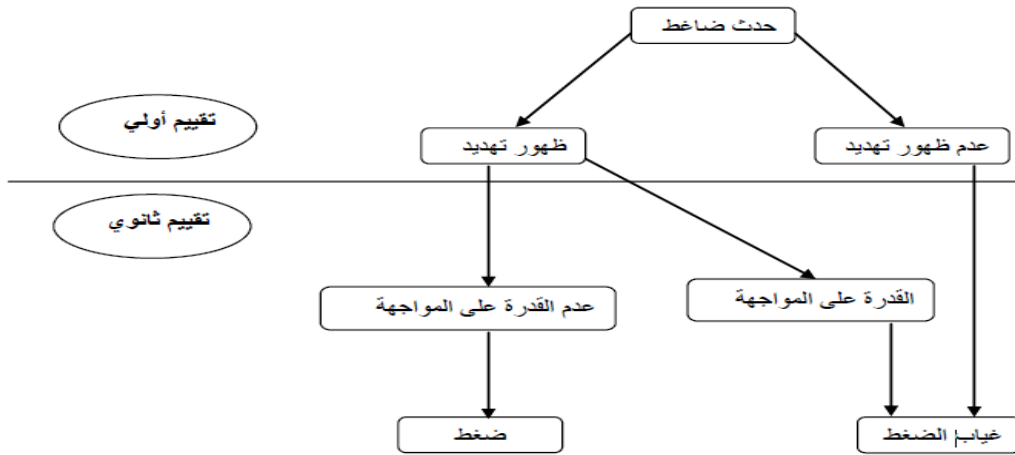 حدث ضاغط
تقييم أولي
ظهور تهديد
عدم ظهور تهديد
تقييم ثانوي
القدرة على المواجهة
عدم القدرة على المواجهة
ضغط
غياب الضغط